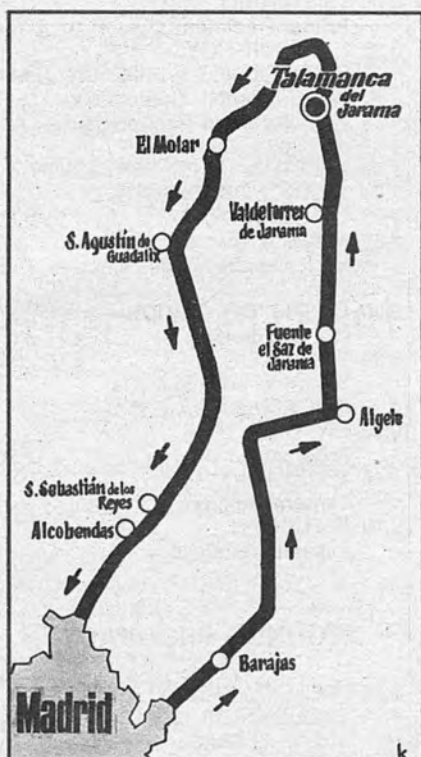 Talamanca
del
Jarama
El Molar
Valdetorres
de Jarama
S. Agustín de
Guadalix
Fuente
el Saz de
Jarama
Algete
S. Sebastián de los
Reyes
Alcobendas
Barajas
Madrid
k